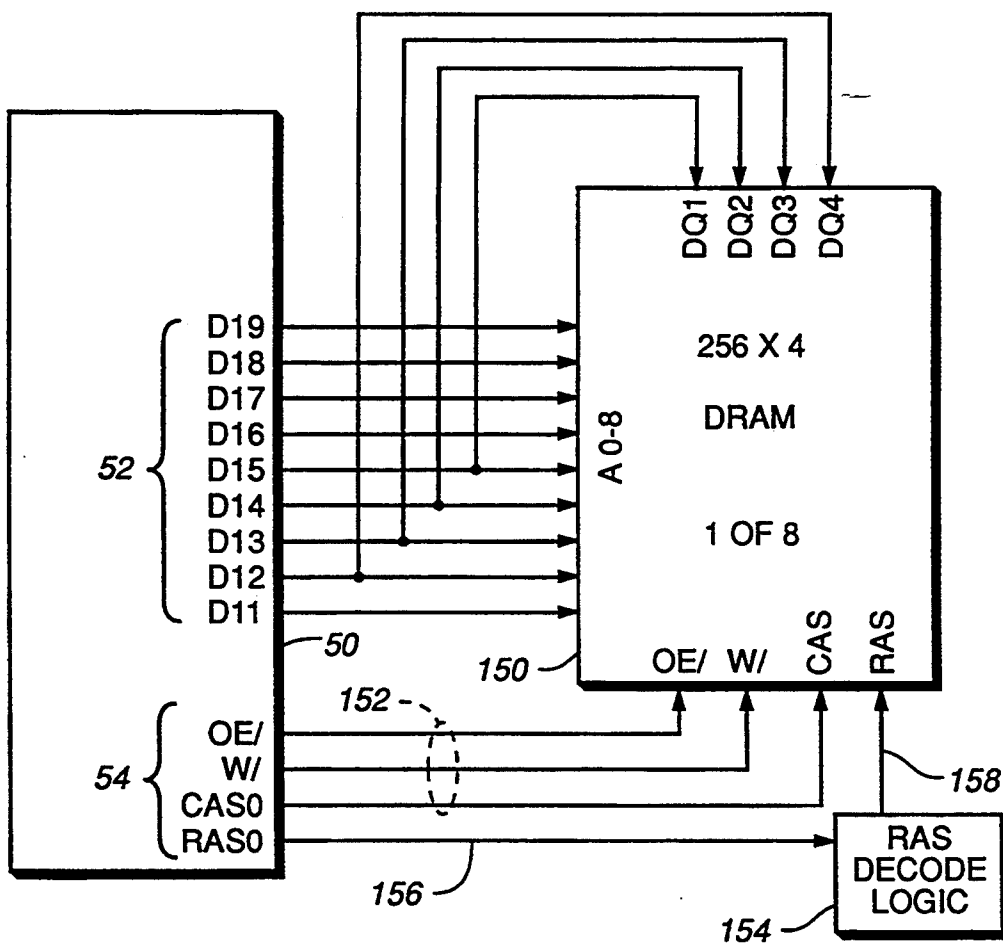 DQ1
DQ2
DQ3
DQ4
D19
D18
D17
D16
D15
D14
D13
D12
D11
52
256 X 4
DRAM
1 OF 8
A 0-8
50
150
OE/
W/
CAS
RAS
152
54
OE/
W/
CAS0
RAS0
156
158
RAS
DECODE
LOGIC
154